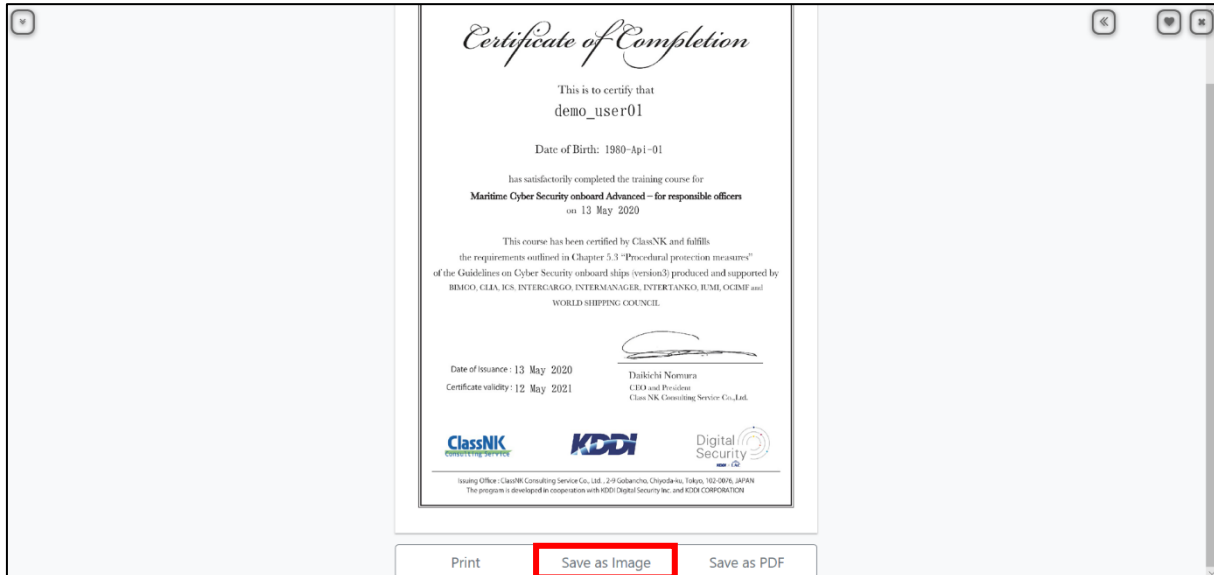 Certificate of Completion
This is to certify that
demo_user01
Date of Birth: 1980-Api-01
has satisfactorily completed the training course for
Maritime Cyber Security onboard Advanced – for responsible officers
on 13 May 2020
This course has been certified by ClassNK and fulfills
the requirements outlined in Chapter 5.3 “Procedural protection measures”
of the Guidelines on Cyber Security onboard ships (version3) produced and supported by
BIMCO, CLIA, ICS, INTERCARGO, INTERMANAGER, INTERTANKO, IUMI, OCIMF and
WORLD SHIPPING COUNCIL
Date of Issuance : 13 May 2020
Certificate validity : 12 May 2021
Daikichi Nomura
CEO and President
Class NK Consulting Service Co.,Ltd.
ClassNK
Consulting Service
KDDI
Digital
Security
KDDI × LAC
Issuing Office : ClassNK Consulting Service Co., Ltd. , 2-9 Gobancho, Chiyoda-ku, Tokyo, 102-0076, JAPAN
The program is developed in cooperation with KDDI Digital Security Inc. and KDDI CORPORATION
Print
Save as Image
Save as PDF